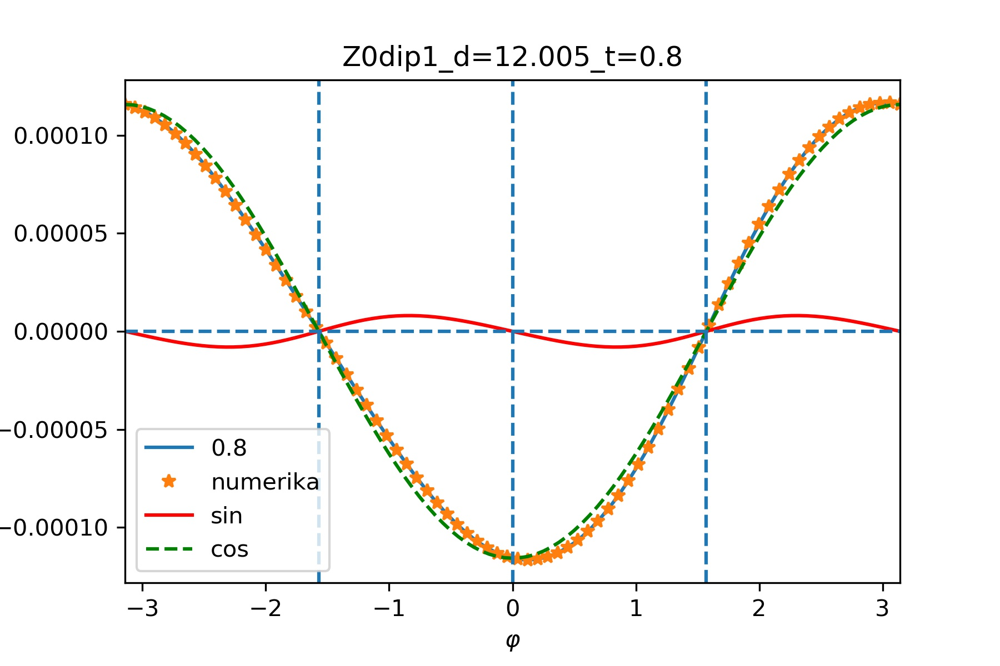 Z0dip1_d=12.005_t=0.8
0.00010
0.00005
0.00000
−0.00005
−0.00010
0.8
numerika
sin
cos
−3 −2 −1 0 1 2 3
φ